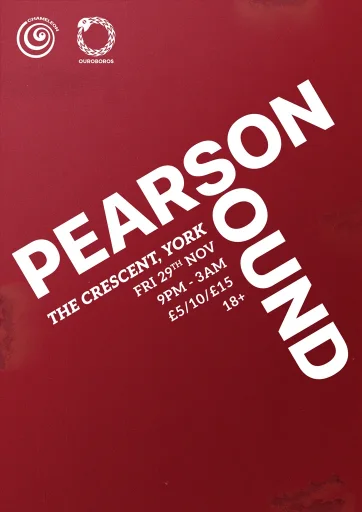 CHAMELEON
OUROBOROS
PEARSON
SOUND
THE CRESCENT, YORK
FRI 29TH NOV
9PM - 3AM
£5/10/£15
18+